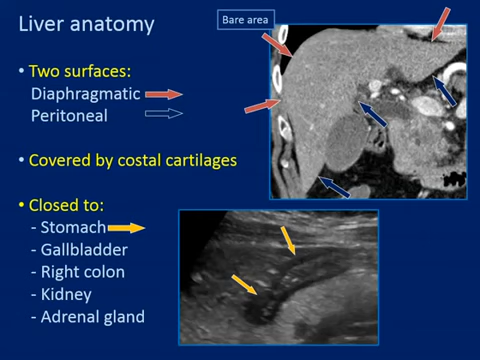 Liver anatomy
Bare area
• Two surfaces:
Diaphragmatic
Peritoneal
• Covered by costal cartilages
• Closed to:
- Stomach
- Gallbladder
- Right colon
- Kidney
- Adrenal gland